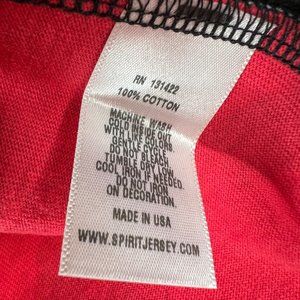 RN 131422
100% COTTON
MACHINE WASH
COLD INSIDE OUT
WITH LIKE COLORS
GENTLE CYCLE
DO NOT BLEACH
TUMBLE DRY LOW
COOL IRON IF NEEDED.
DO NOT IRON
ON DECORATION.
MADE IN USA
WWW.SPIRITJERSEY.COM